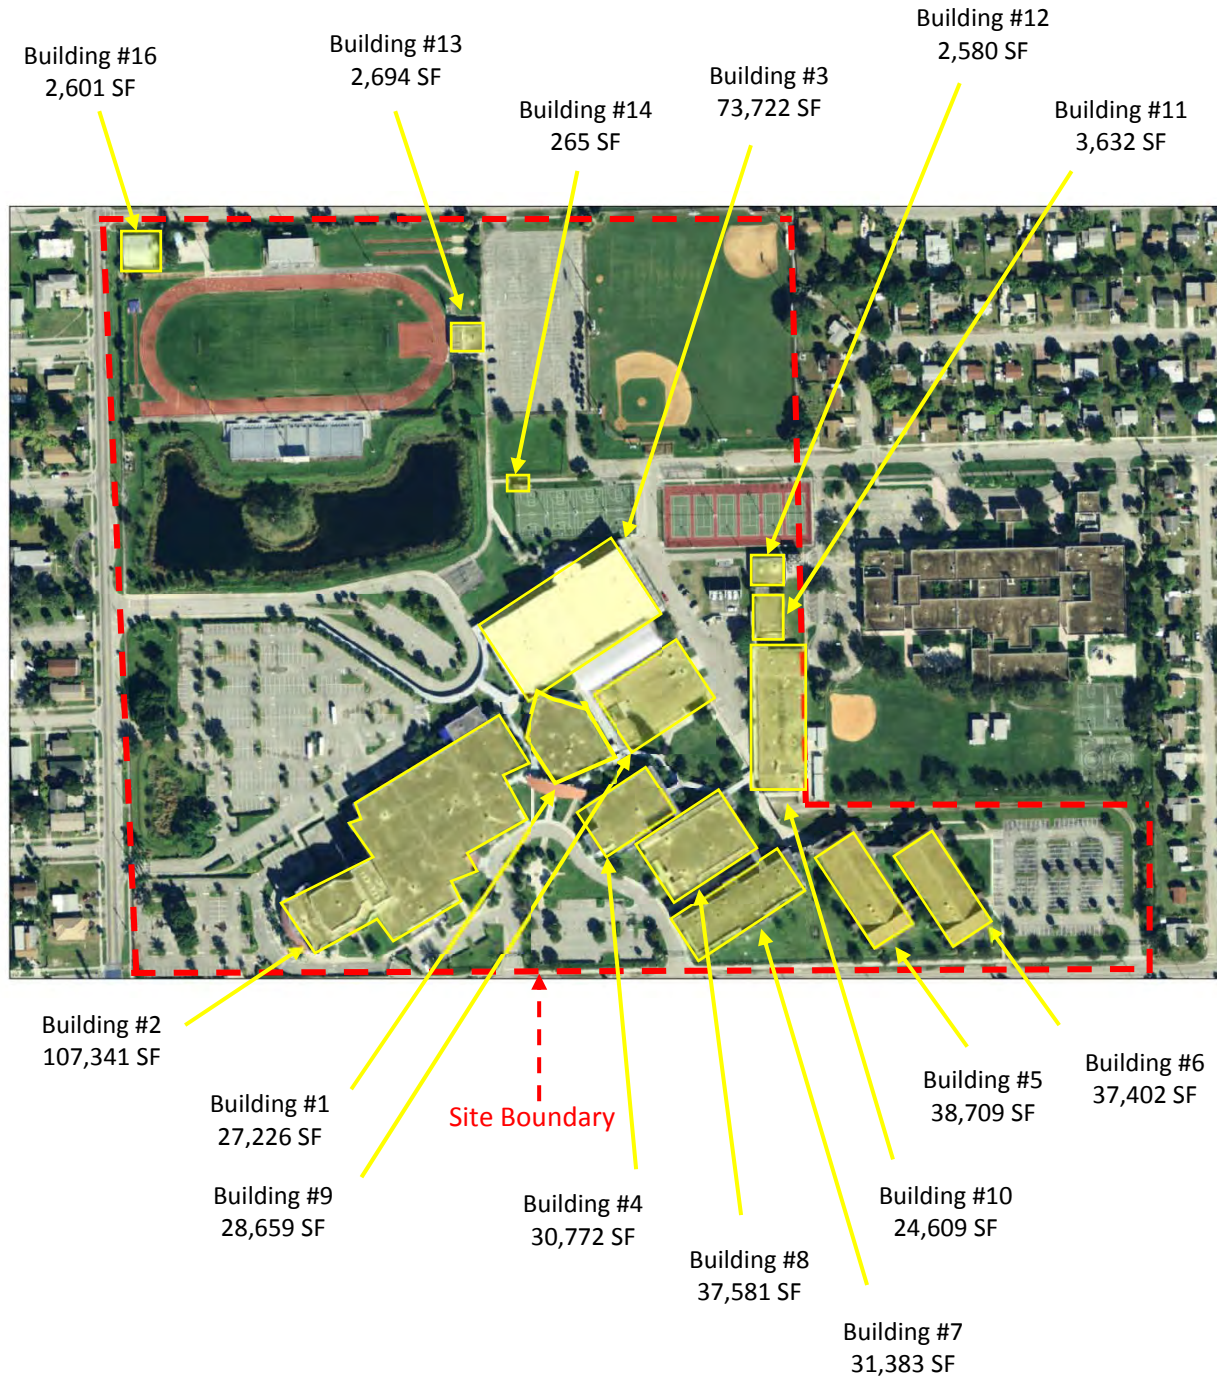 Building #12
2,580 SF
Building #13
2,694 SF
Building #16
2,601 SF
Building #3
73,722 SF
Building #14
265 SF
Building #11
3,632 SF
Building #2
107,341 SF
Building #6
37,402 SF
Building #5
38,709 SF
Building #1
27,226 SF
Site Boundary
Building #9
28,659 SF
Building #10
24,609 SF
Building #4
30,772 SF
Building #8
37,581 SF
Building #7
31,383 SF